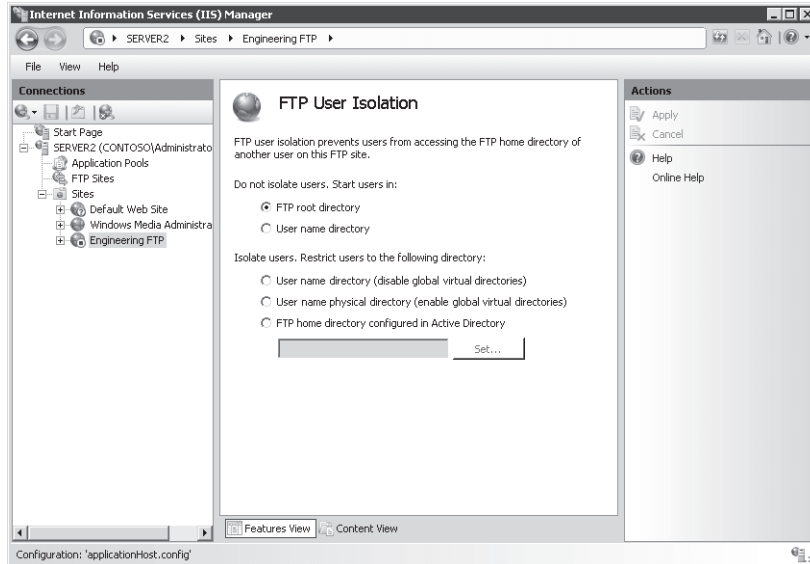 Internet Information Services (IIS) Manager
SERVER2 Sites Engineering FTP
File View Help
Connections
Start Page
SERVER2 (CONTOSO\Administrato
Application Pools
FTP Sites
Sites
Default Web Site
Windows Media Administra
Engineering FTP
FTP User Isolation
FTP user isolation prevents users from accessing the FTP home directory of
another user on this FTP site.
Do not isolate users. Start users in:
FTP root directory
User name directory
Isolate users. Restrict users to the following directory:
User name directory (disable global virtual directories)
User name physical directory (enable global virtual directories)
FTP home directory configured in Active Directory
Set...
Features View Content View
Actions
Apply
Cancel
Help
Online Help
Configuration: 'applicationHost.config'